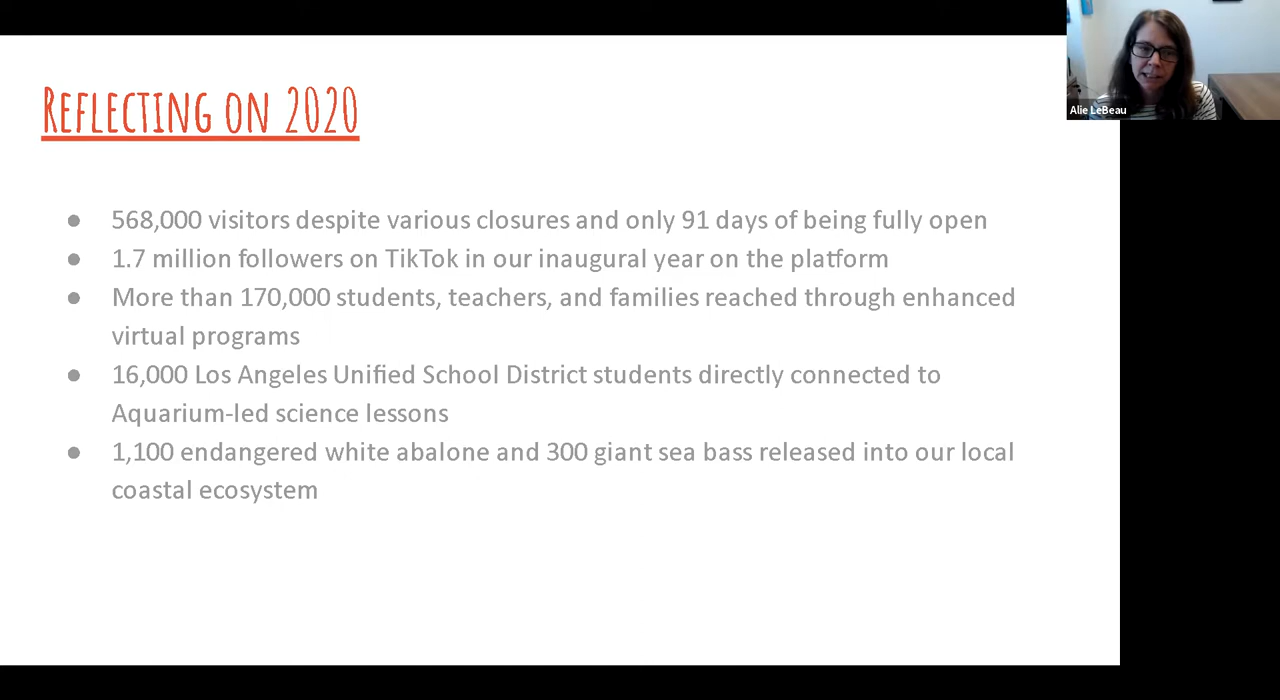 REFLECTING ON 2020
● 568,000 visitors despite various closures and only 91 days of being fully open
● 1.7 million followers on TikTok in our inaugural year on the platform
● More than 170,000 students, teachers, and families reached through enhanced
virtual programs
● 16,000 Los Angeles Unified School District students directly connected to
Aquarium-led science lessons
● 1,100 endangered white abalone and 300 giant sea bass released into our local
coastal ecosystem
Alie LeBeau